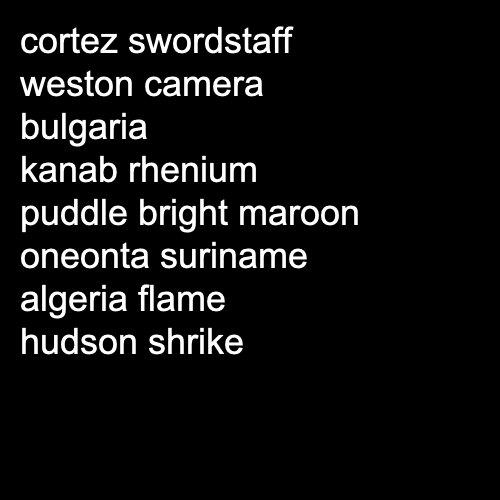 cortez swordstaff
weston camera
bulgaria
kanab rhenium
puddle bright maroon
oneonta suriname
algeria flame
hudson shrike